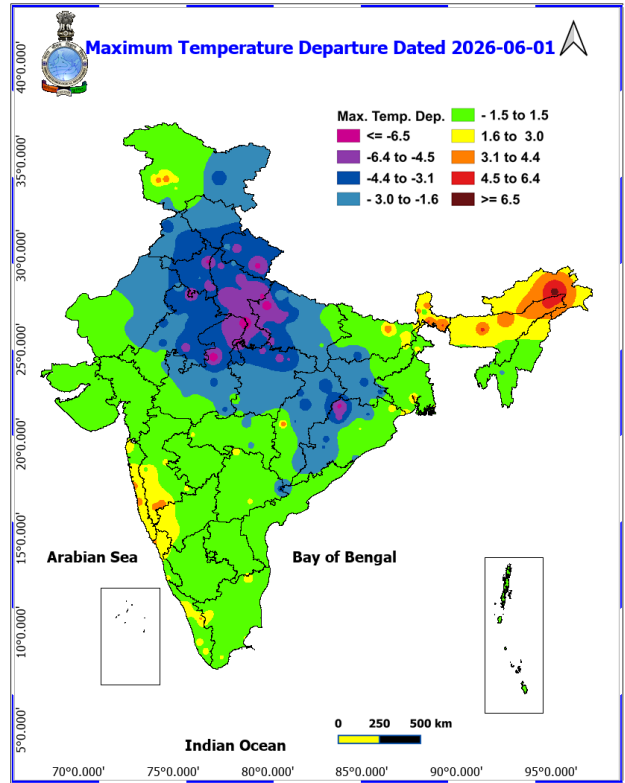 Maximum Temperature Departure Dated 2026-06-01
Max. Temp. Dep.
<= -6.5
-6.4 to -4.5
-4.4 to -3.1
- 3.0 to -1.6
- 1.5 to 1.5
1.6 to 3.0
3.1 to 4.4
4.5 to 6.4
>= 6.5
40°0.000'
35°0.000'
30°0.000'
25°0.000'
20°0.000'
15°0.000'
10°0.000'
5°0.000'
Arabian Sea
Bay of Bengal
Indian Ocean
0 250 500 km
70°0.000' 75°0.000' 80°0.000' 85°0.000' 90°0.000' 95°0.000'